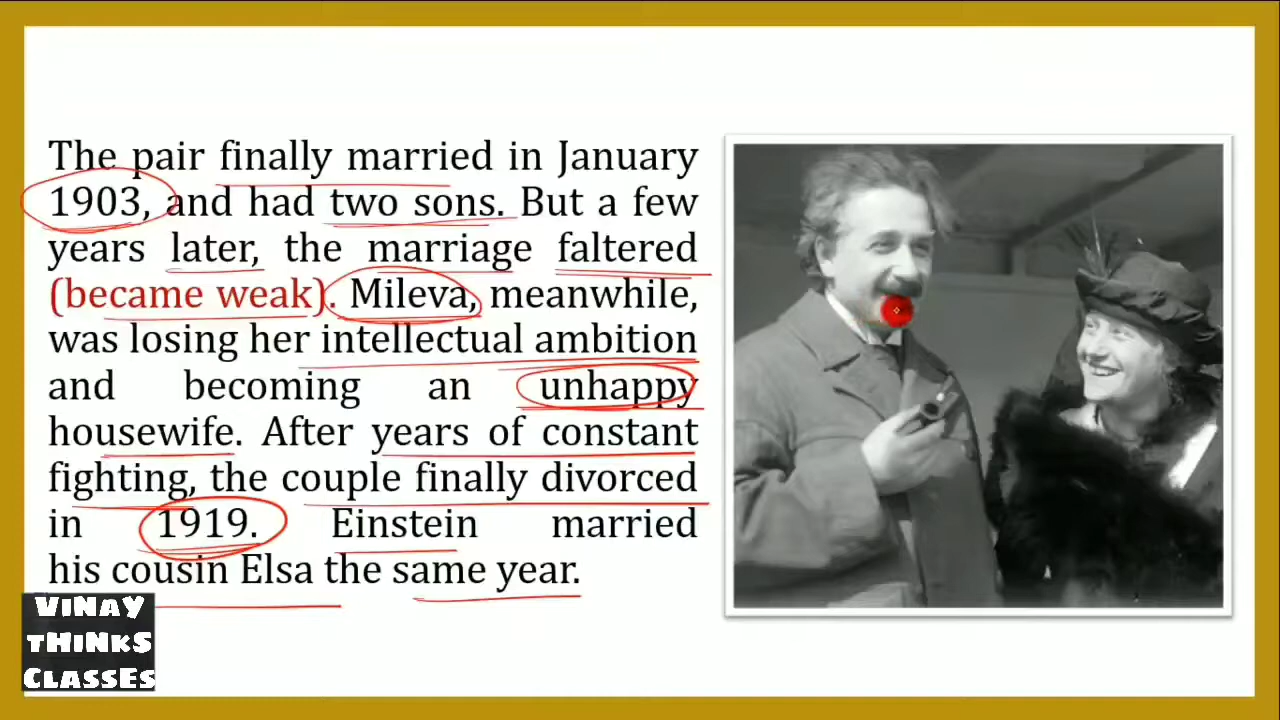 The pair finally married in January
1903, and had two sons. But a few
years later, the marriage faltered
(became weak). Mileva, meanwhile,
was losing her intellectual ambition
and becoming an unhappy
housewife. After years of constant
fighting, the couple finally divorced
in 1919. Einstein married
his cousin Elsa the same year.
ViNAY
THiNKS
CLASSES